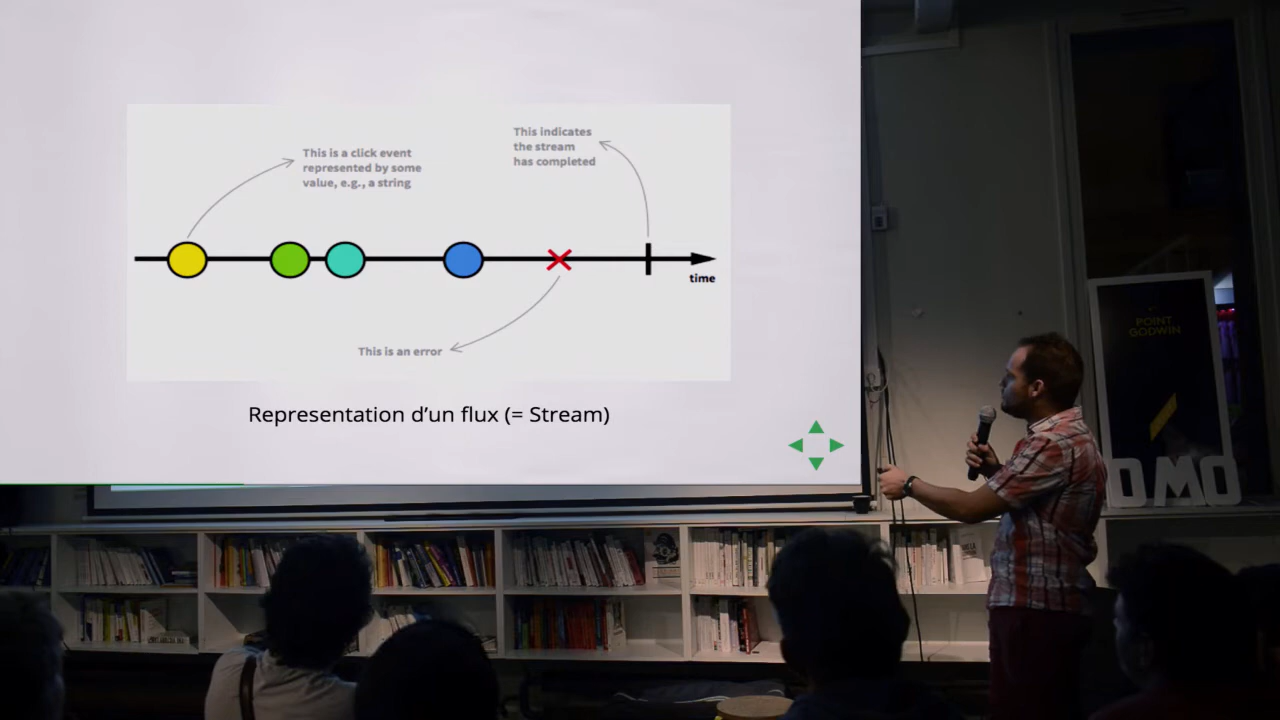 This is a click event
represented by some
value, e.g., a string
This indicates
the stream
has completed
time
This is an error
Representation d’un flux (= Stream)
POINT
GODWIN
OMO